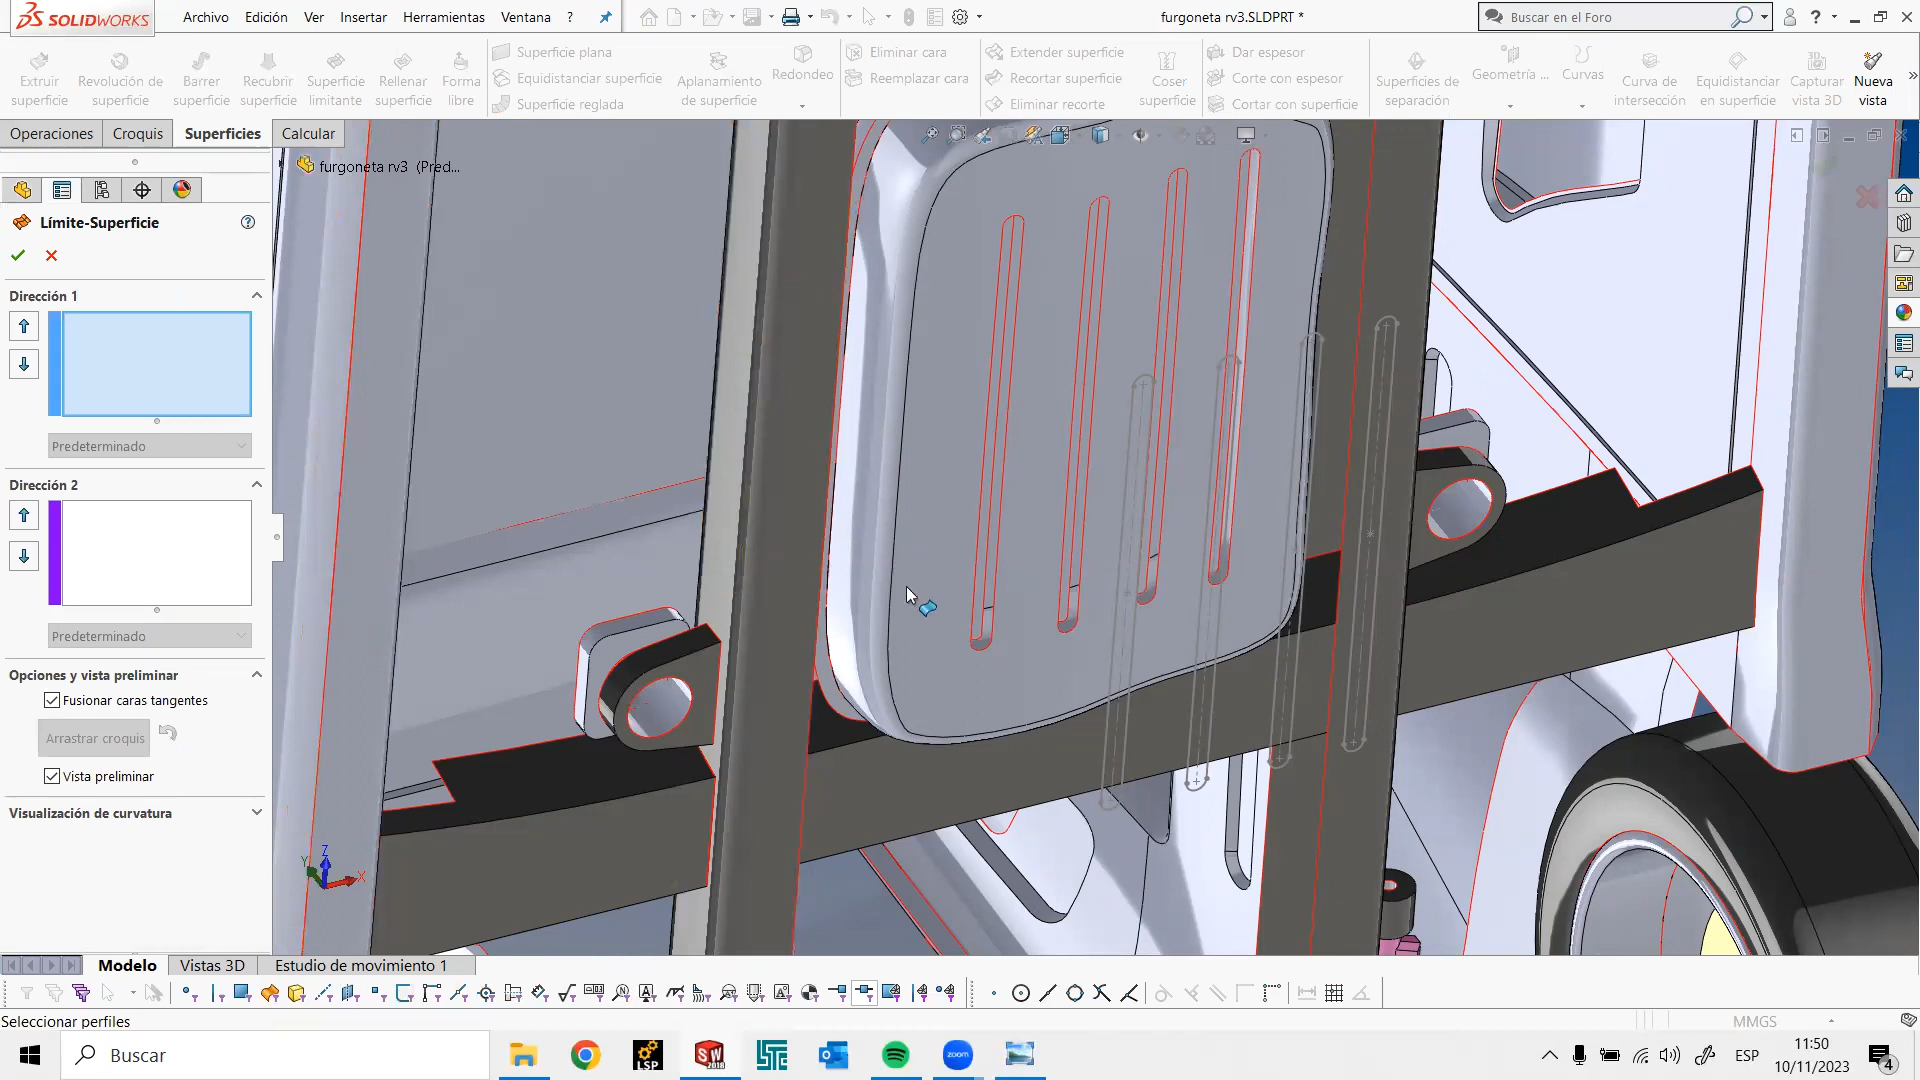 SOLIDWORKS
Archivo Edición Ver Insertar Herramientas Ventana ?
furgoneta rv3.SLDPRT *
Buscar en el Foro
Extruir superficie
Revolución de superficie
Barrer superficie
Recubrir superficie
Superficie limitante
Rellenar superficie
Forma libre
Superficie plana
Equidistanciar superficie
Superficie reglada
Aplanamiento de superficie
Redondeo
Eliminar cara
Reemplazar cara
Extender superficie
Recortar superficie
Eliminar recorte
Coser superficie
Dar espesor
Corte con espesor
Cortar con superficie
Superficies de separación
Geometría ...
Curvas
Curva de intersección
Equidistanciar en superficie
Capturar vista 3D
Nueva vista
Operaciones Croquis Superficies Calcular
furgoneta rv3 (Pred...
Límite-Superficie
Dirección 1
Predeterminado
Dirección 2
Predeterminado
Opciones y vista preliminar
Fusionar caras tangentes
Arrastrar croquis
Vista preliminar
Visualización de curvatura
Z
Y
X
Modelo Vistas 3D Estudio de movimiento 1
Seleccionar perfiles
MMGS
Buscar
LSP
SW
2018
zoom
ESP
11:50
10/11/2023
4